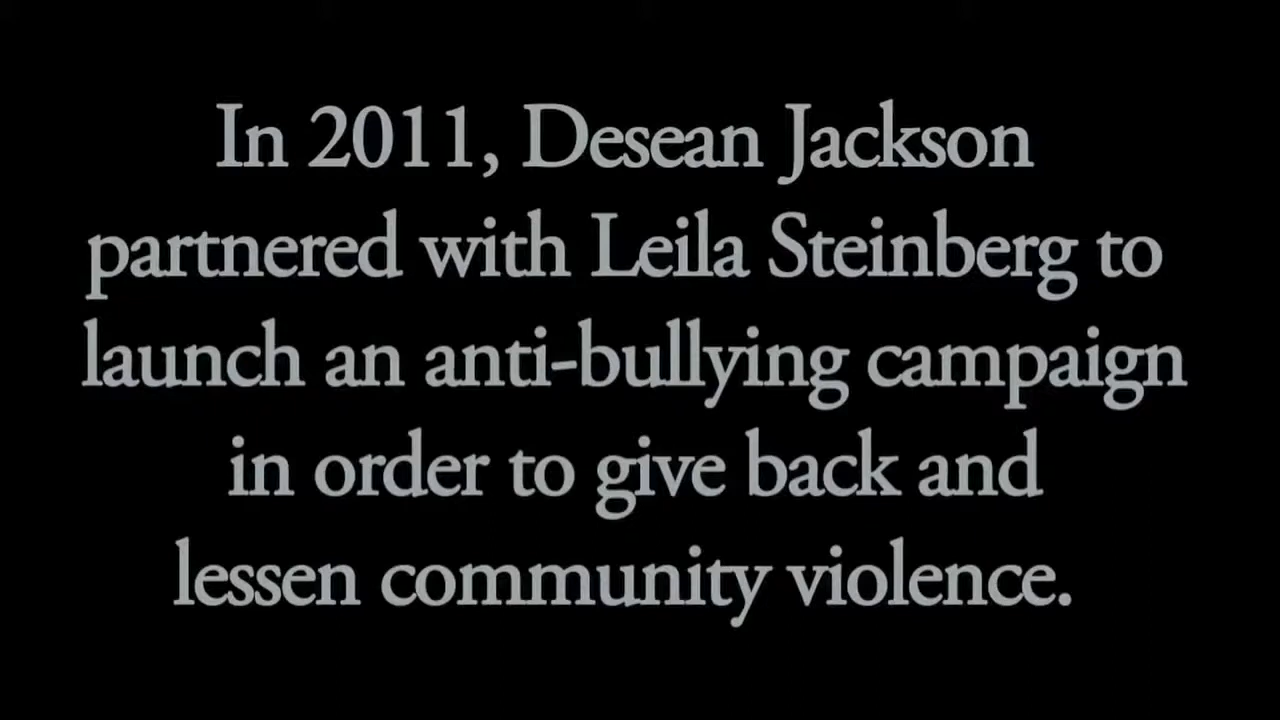 In 2011, Desean Jackson
partnered with Leila Steinberg to
launch an anti-bullying campaign
in order to give back and
lessen community violence.